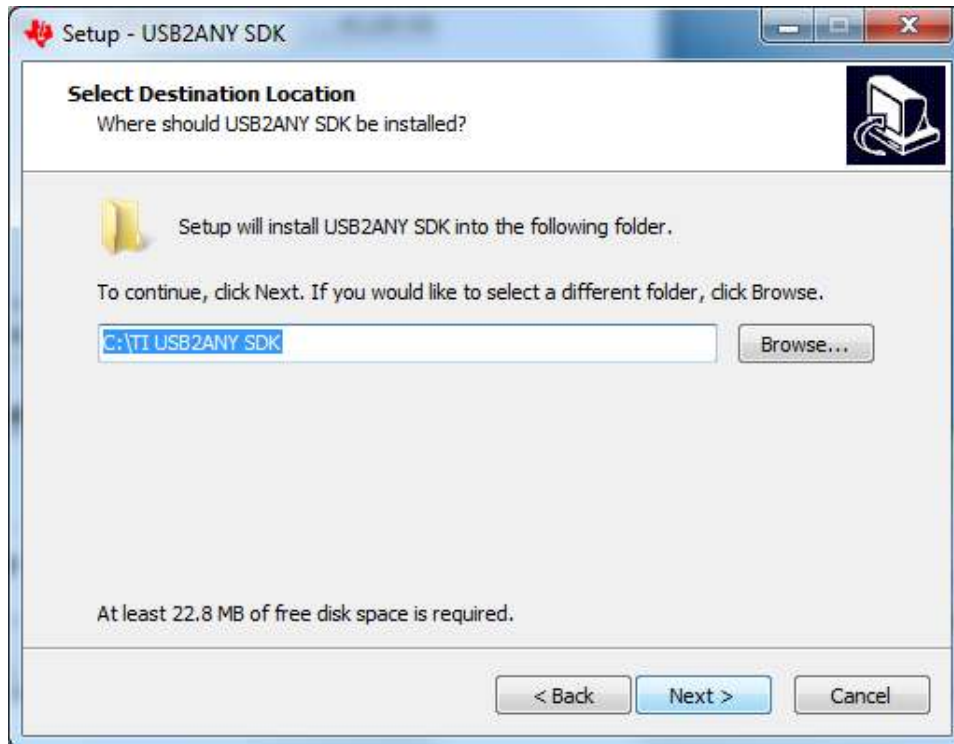 Setup - USB2ANY SDK
Select Destination Location
Where should USB2ANY SDK be installed?
Setup will install USB2ANY SDK into the following folder.
To continue, click Next. If you would like to select a different folder, click Browse.
C:\TI USB2ANY SDK
Browse...
At least 22.8 MB of free disk space is required.
< Back
Next >
Cancel